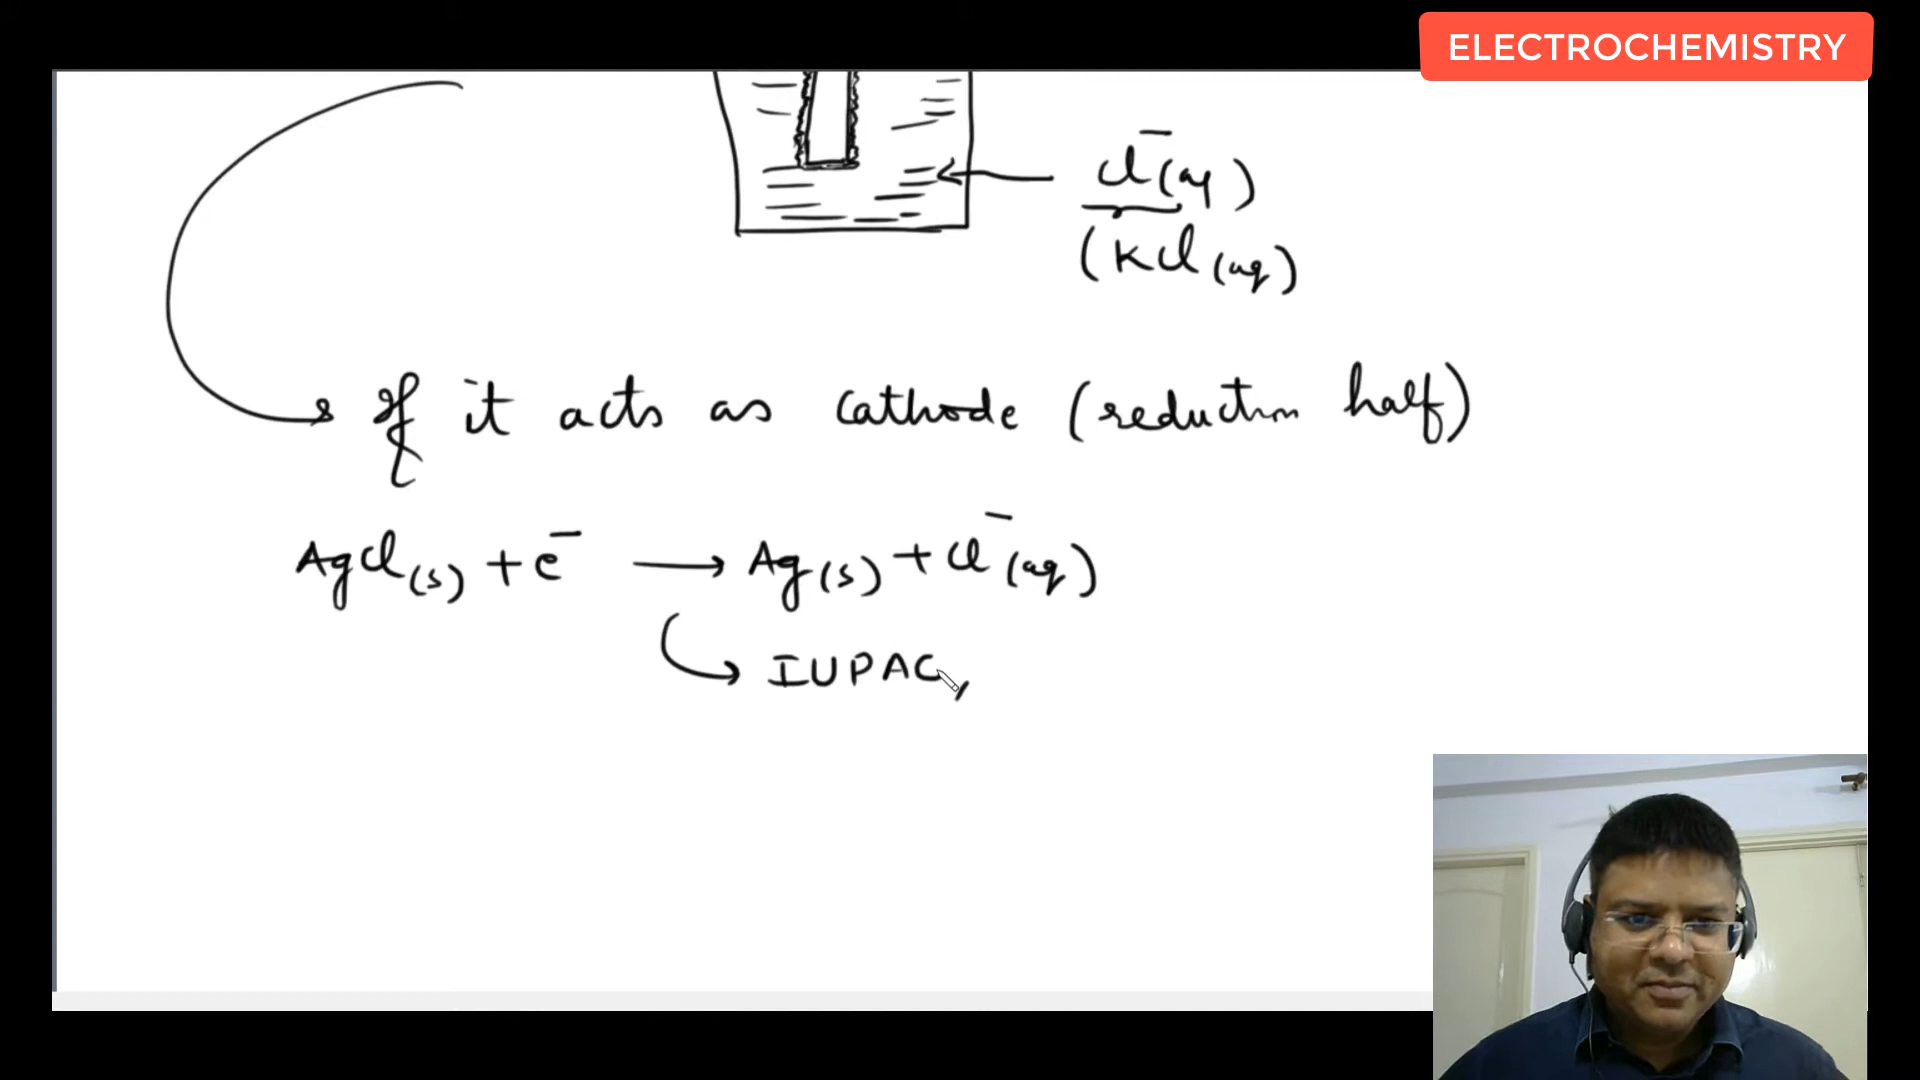 ELECTROCHEMISTRY
Cl⁻(aq)
(KCl(aq))
If it acts as cathode (reduction half)
AgCl(s) + e⁻ → Ag(s) + Cl⁻(aq)
→ IUPAC,